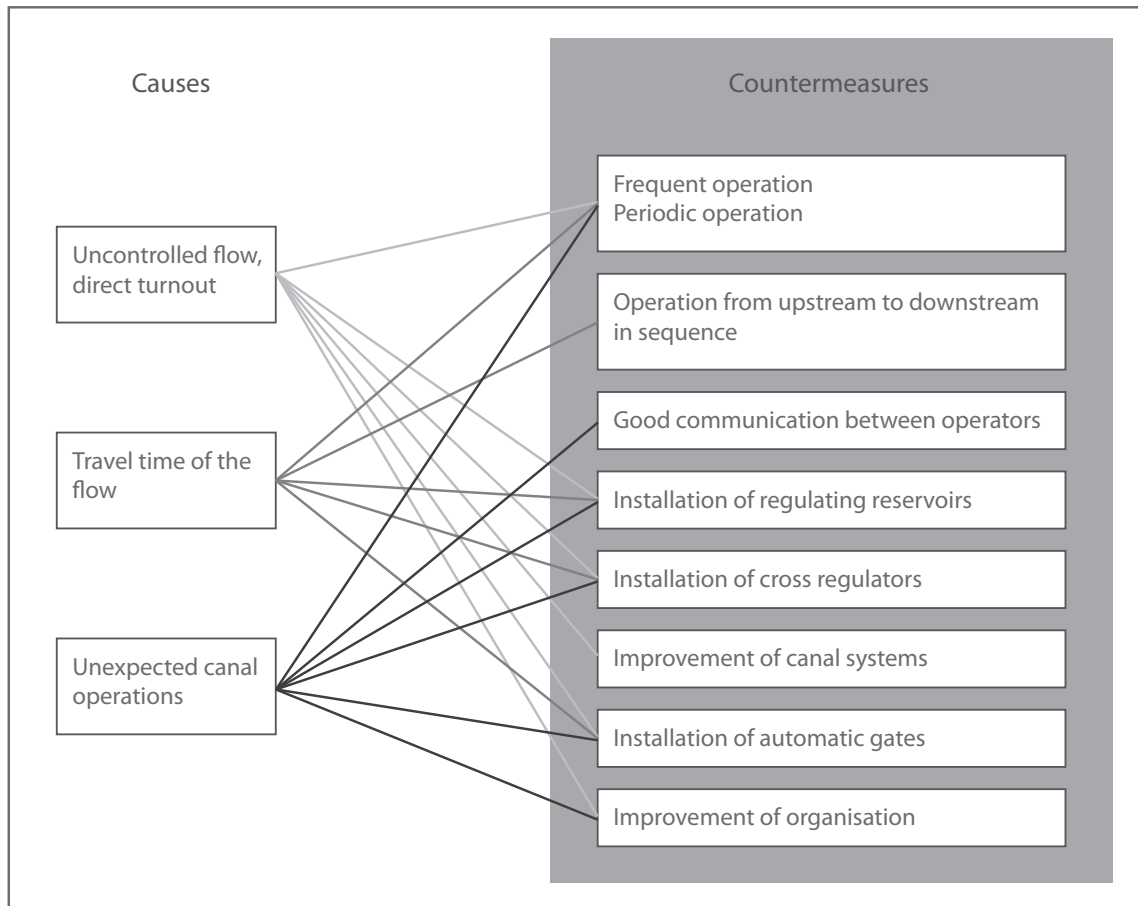 Causes
Countermeasures
Uncontrolled flow,
direct turnout
Travel time of the
flow
Unexpected canal
operations
Frequent operation
Periodic operation
Operation from upstream to downstream
in sequence
Good communication between operators
Installation of regulating reservoirs
Installation of cross regulators
Improvement of canal systems
Installation of automatic gates
Improvement of organisation